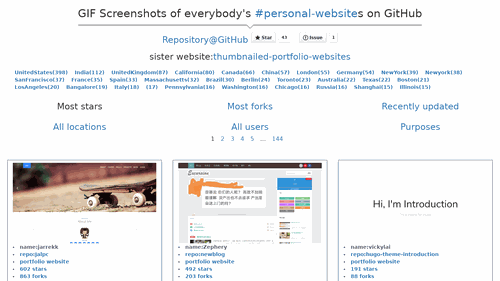 GIF Screenshots of everybody's #personal-websites on GitHub
Repository@GitHub Star 43 Issue 1
sister website:thumbnailed-portfolio-websites
UnitedStates(398) India(112) UnitedKingdom(87) California(80) Canada(66) China(57) London(55) Germany(54) NewYork(39) Newyork(38)
SanFrancisco(37) France(35) Spain(33) Massachusetts(32) Brazil(30) Berlin(24) Toronto(23) Australia(22) Texas(22) Boston(21)
LosAngeles(20) Bangalore(19) Italy(18) (17) Pennsylvania(16) Washington(16) Chicago(16) Russia(16) Shanghai(15) Illinois(15)
Most stars Most forks Recently updated
All locations All users Purposes
1 2 3 4 5 ... 144
Hi, I'm Introduction
name:jarrekk name:Zephery name:vickylai
repo:jalpc repo:newblog repo:hugo-theme-introduction
portfolio website portfolio website portfolio website
602 stars 492 stars 191 stars
863 forks 203 forks 88 forks